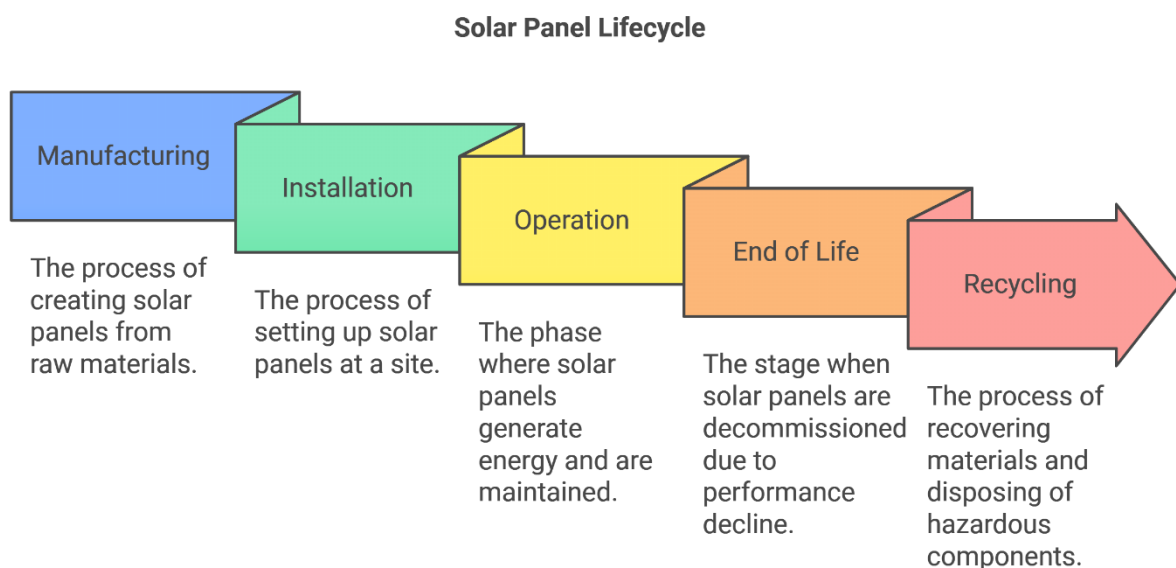 Solar Panel Lifecycle
Manufacturing
The process of
creating solar
panels from
raw materials.
Installation
The process of
setting up solar
panels at a site.
Operation
The phase
where solar
panels
generate
energy and are
maintained.
End of Life
The stage when
solar panels are
decommissioned
due to
performance
decline.
Recycling
The process of
recovering
materials and
disposing of
hazardous
components.